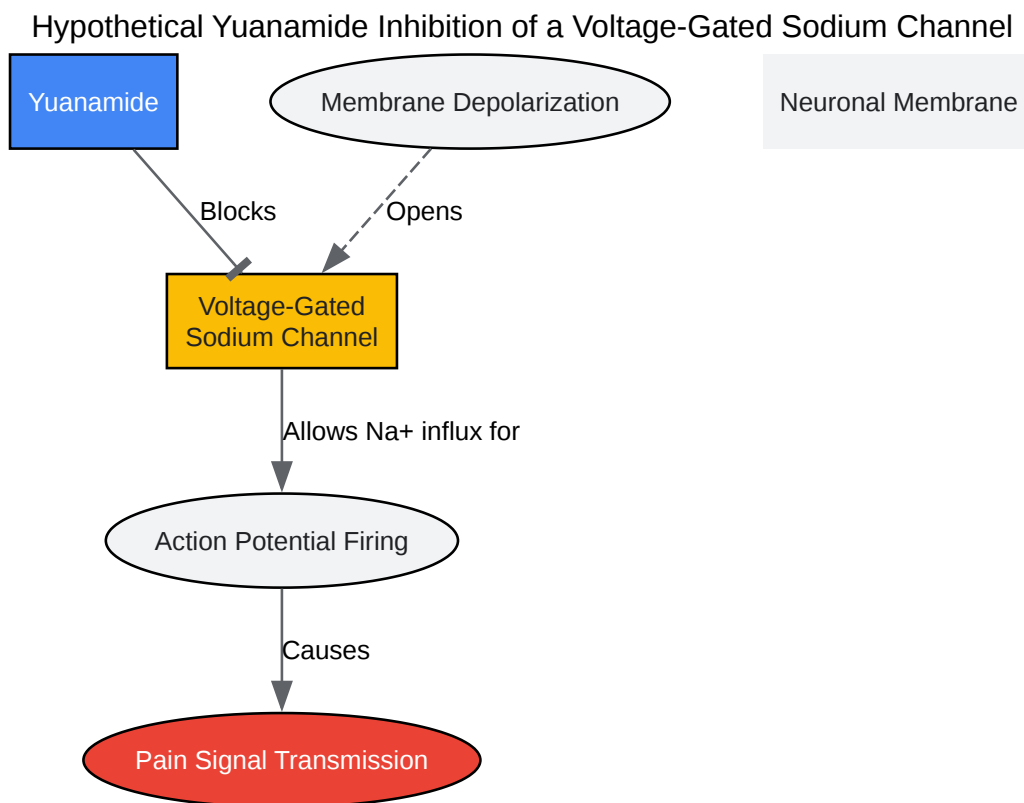 Hypothetical Yuanamide Inhibition of a Voltage-Gated Sodium Channel
Yuanamide
Membrane Depolarization
Neuronal Membrane
Blocks
Opens
Voltage-Gated
Sodium Channel
Allows Na+ influx for
Action Potential Firing
Causes
Pain Signal Transmission